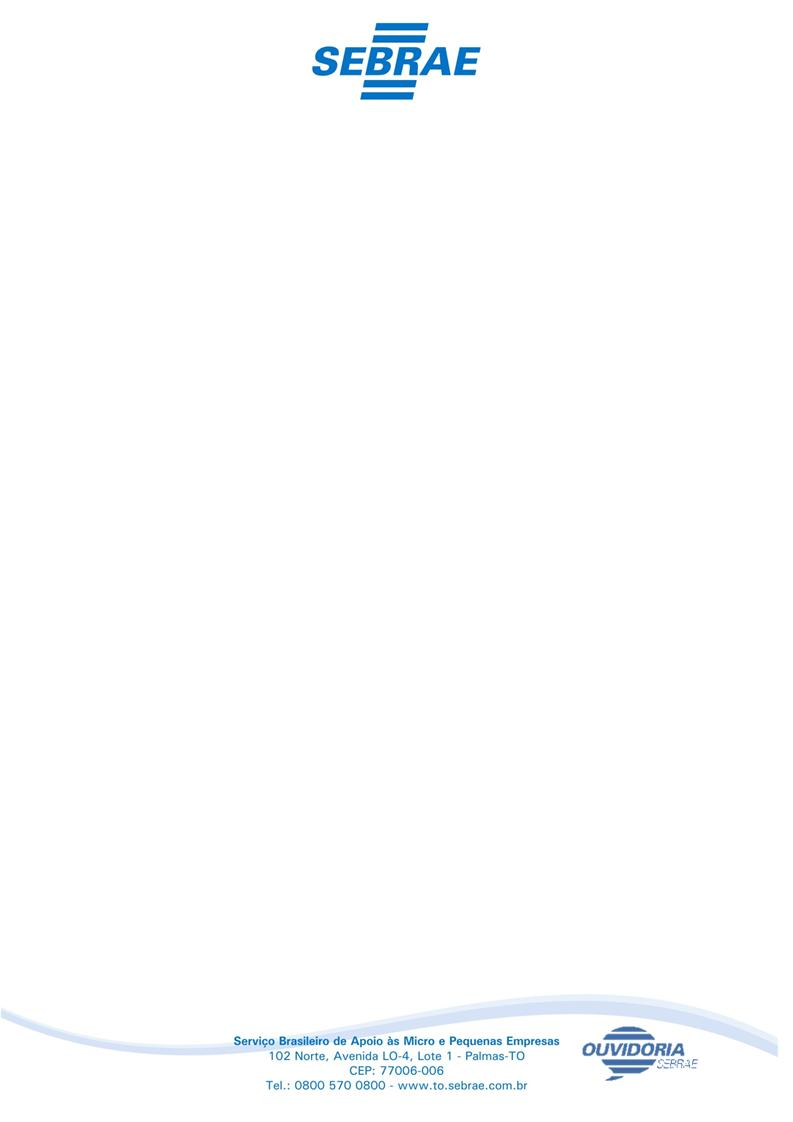 SEBRAE
Serviço Brasileiro de Apoio às Micro e Pequenas Empresas
102 Norte, Avenida LO-4, Lote 1 - Palmas-TO
CEP: 77006-006
Tel.: 0800 570 0800 - www.to.sebrae.com.br
OUVIDORIA
SEBRAE